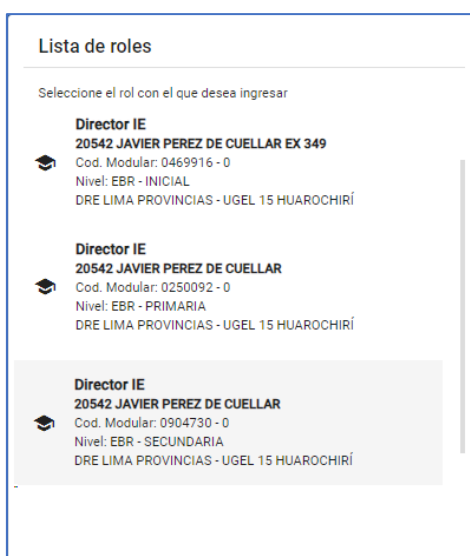 Lista de roles
Seleccione el rol con el que desea ingresar
Director IE
20542 JAVIER PEREZ DE CUELLAR EX 349
Cod. Modular: 0469916 - 0
Nivel: EBR - INICIAL
DRE LIMA PROVINCIAS - UGEL 15 HUAROCHIRÍ
Director IE
20542 JAVIER PEREZ DE CUELLAR
Cod. Modular: 0250092 - 0
Nivel: EBR - PRIMARIA
DRE LIMA PROVINCIAS - UGEL 15 HUAROCHIRÍ
Director IE
20542 JAVIER PEREZ DE CUELLAR
Cod. Modular: 0904730 - 0
Nivel: EBR - SECUNDARIA
DRE LIMA PROVINCIAS - UGEL 15 HUAROCHIRÍ